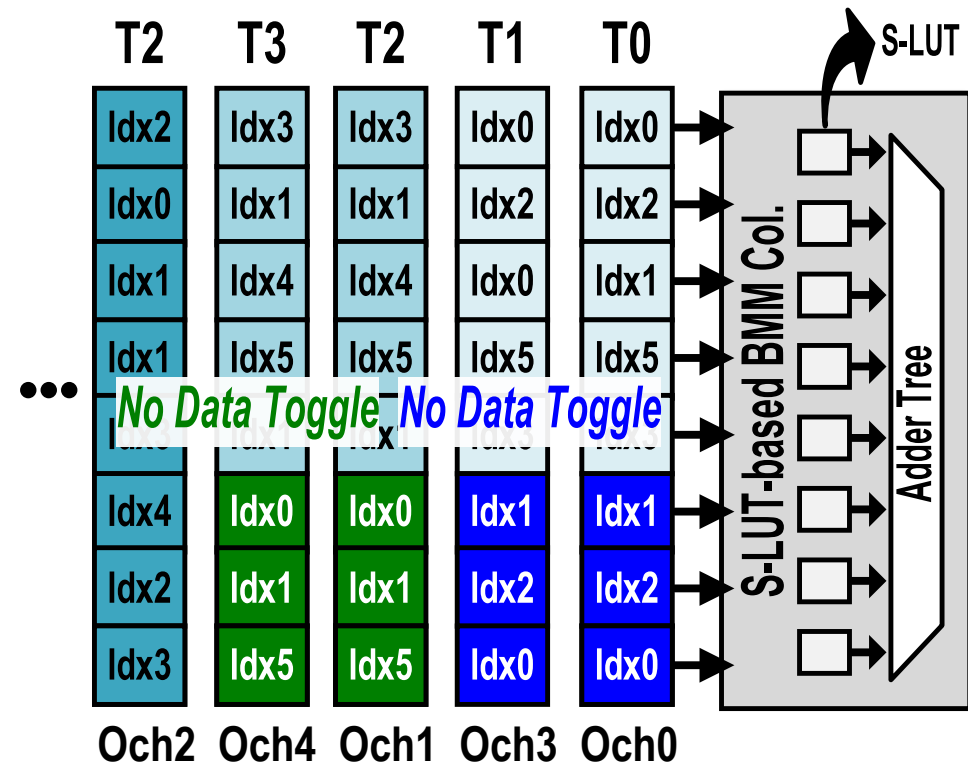 T2 T3 T2 T1 T0 S-LUT
Idx2 Idx3 Idx3 Idx0 Idx0
Idx0 Idx1 Idx1 Idx2 Idx2
Idx1 Idx4 Idx4 Idx0 Idx1
Idx1 Idx5 Idx5 Idx5 Idx5
••• No Data Toggle No Data Toggle
Idx4 Idx0 Idx0 Idx1 Idx1
Idx2 Idx1 Idx1 Idx2 Idx2
Idx3 Idx5 Idx5 Idx0 Idx0
Och2 Och4 Och1 Och3 Och0
S-LUT-based BMM Col.
Adder Tree